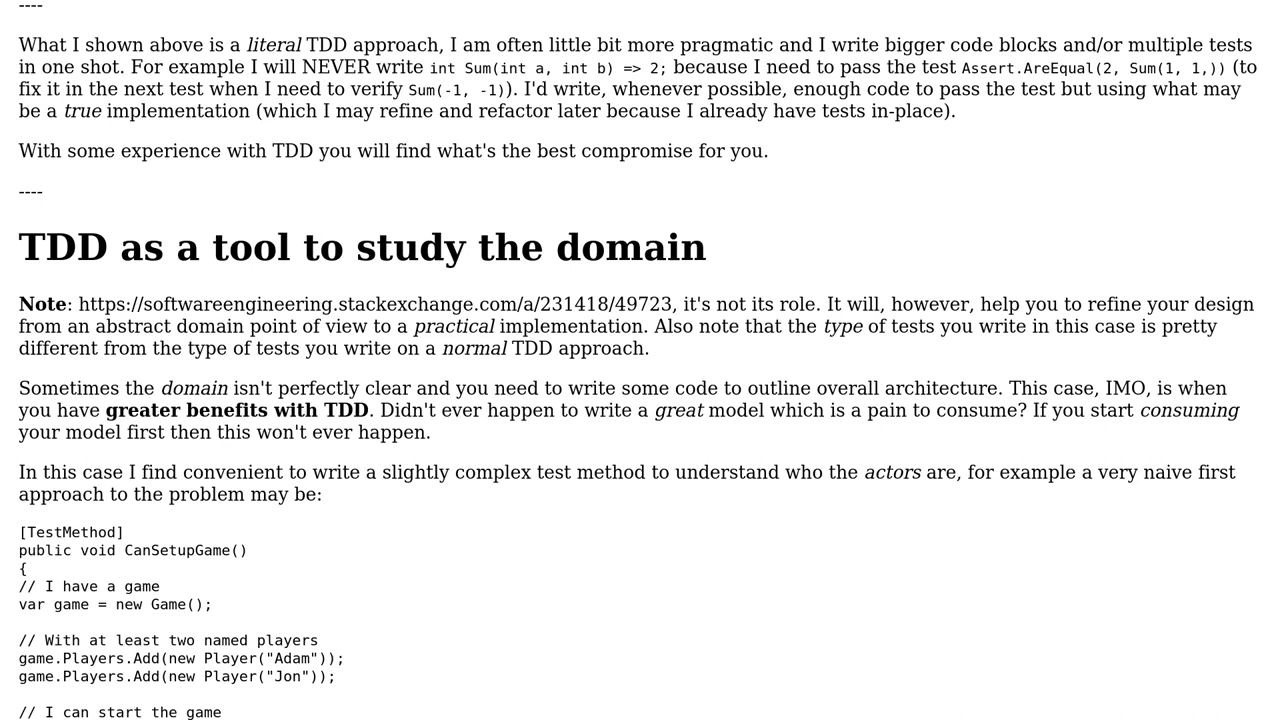 ----
What I shown above is a literal TDD approach, I am often little bit more pragmatic and I write bigger code blocks and/or multiple tests
in one shot. For example I will NEVER write int Sum(int a, int b) => 2; because I need to pass the test Assert.AreEqual(2, Sum(1, 1,)) (to
fix it in the next test when I need to verify Sum(-1, -1)). I'd write, whenever possible, enough code to pass the test but using what may
be a true implementation (which I may refine and refactor later because I already have tests in-place).
With some experience with TDD you will find what's the best compromise for you.
----
TDD as a tool to study the domain
Note: https://softwareengineering.stackexchange.com/a/231418/49723, it's not its role. It will, however, help you to refine your design
from an abstract domain point of view to a practical implementation. Also note that the type of tests you write in this case is pretty
different from the type of tests you write on a normal TDD approach.
Sometimes the domain isn't perfectly clear and you need to write some code to outline overall architecture. This case, IMO, is when
you have greater benefits with TDD. Didn't ever happen to write a great model which is a pain to consume? If you start consuming
your model first then this won't ever happen.
In this case I find convenient to write a slightly complex test method to understand who the actors are, for example a very naive first
approach to the problem may be:
[TestMethod]
public void CanSetupGame()
{
// I have a game
var game = new Game();
// With at least two named players
game.Players.Add(new Player("Adam"));
game.Players.Add(new Player("Jon"));
// I can start the game